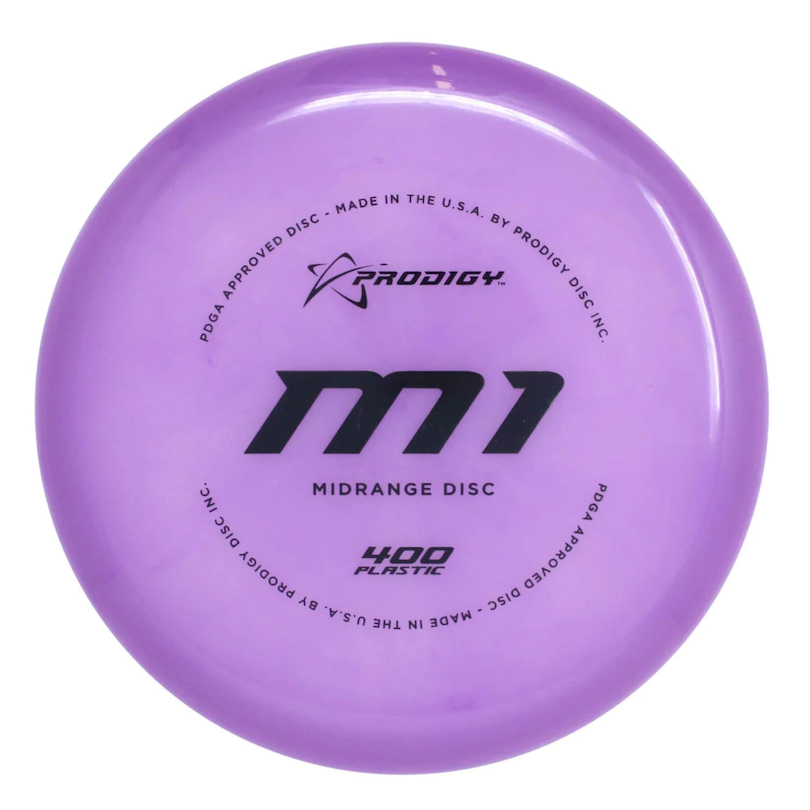 PDGA APPROVED DISC - MADE IN THE U.S.A. BY PRODIGY DISC INC.
PRODIGY™
M1
MIDRANGE DISC
400
PLASTIC
PDGA APPROVED DISC - MADE IN THE U.S.A. BY PRODIGY DISC INC.